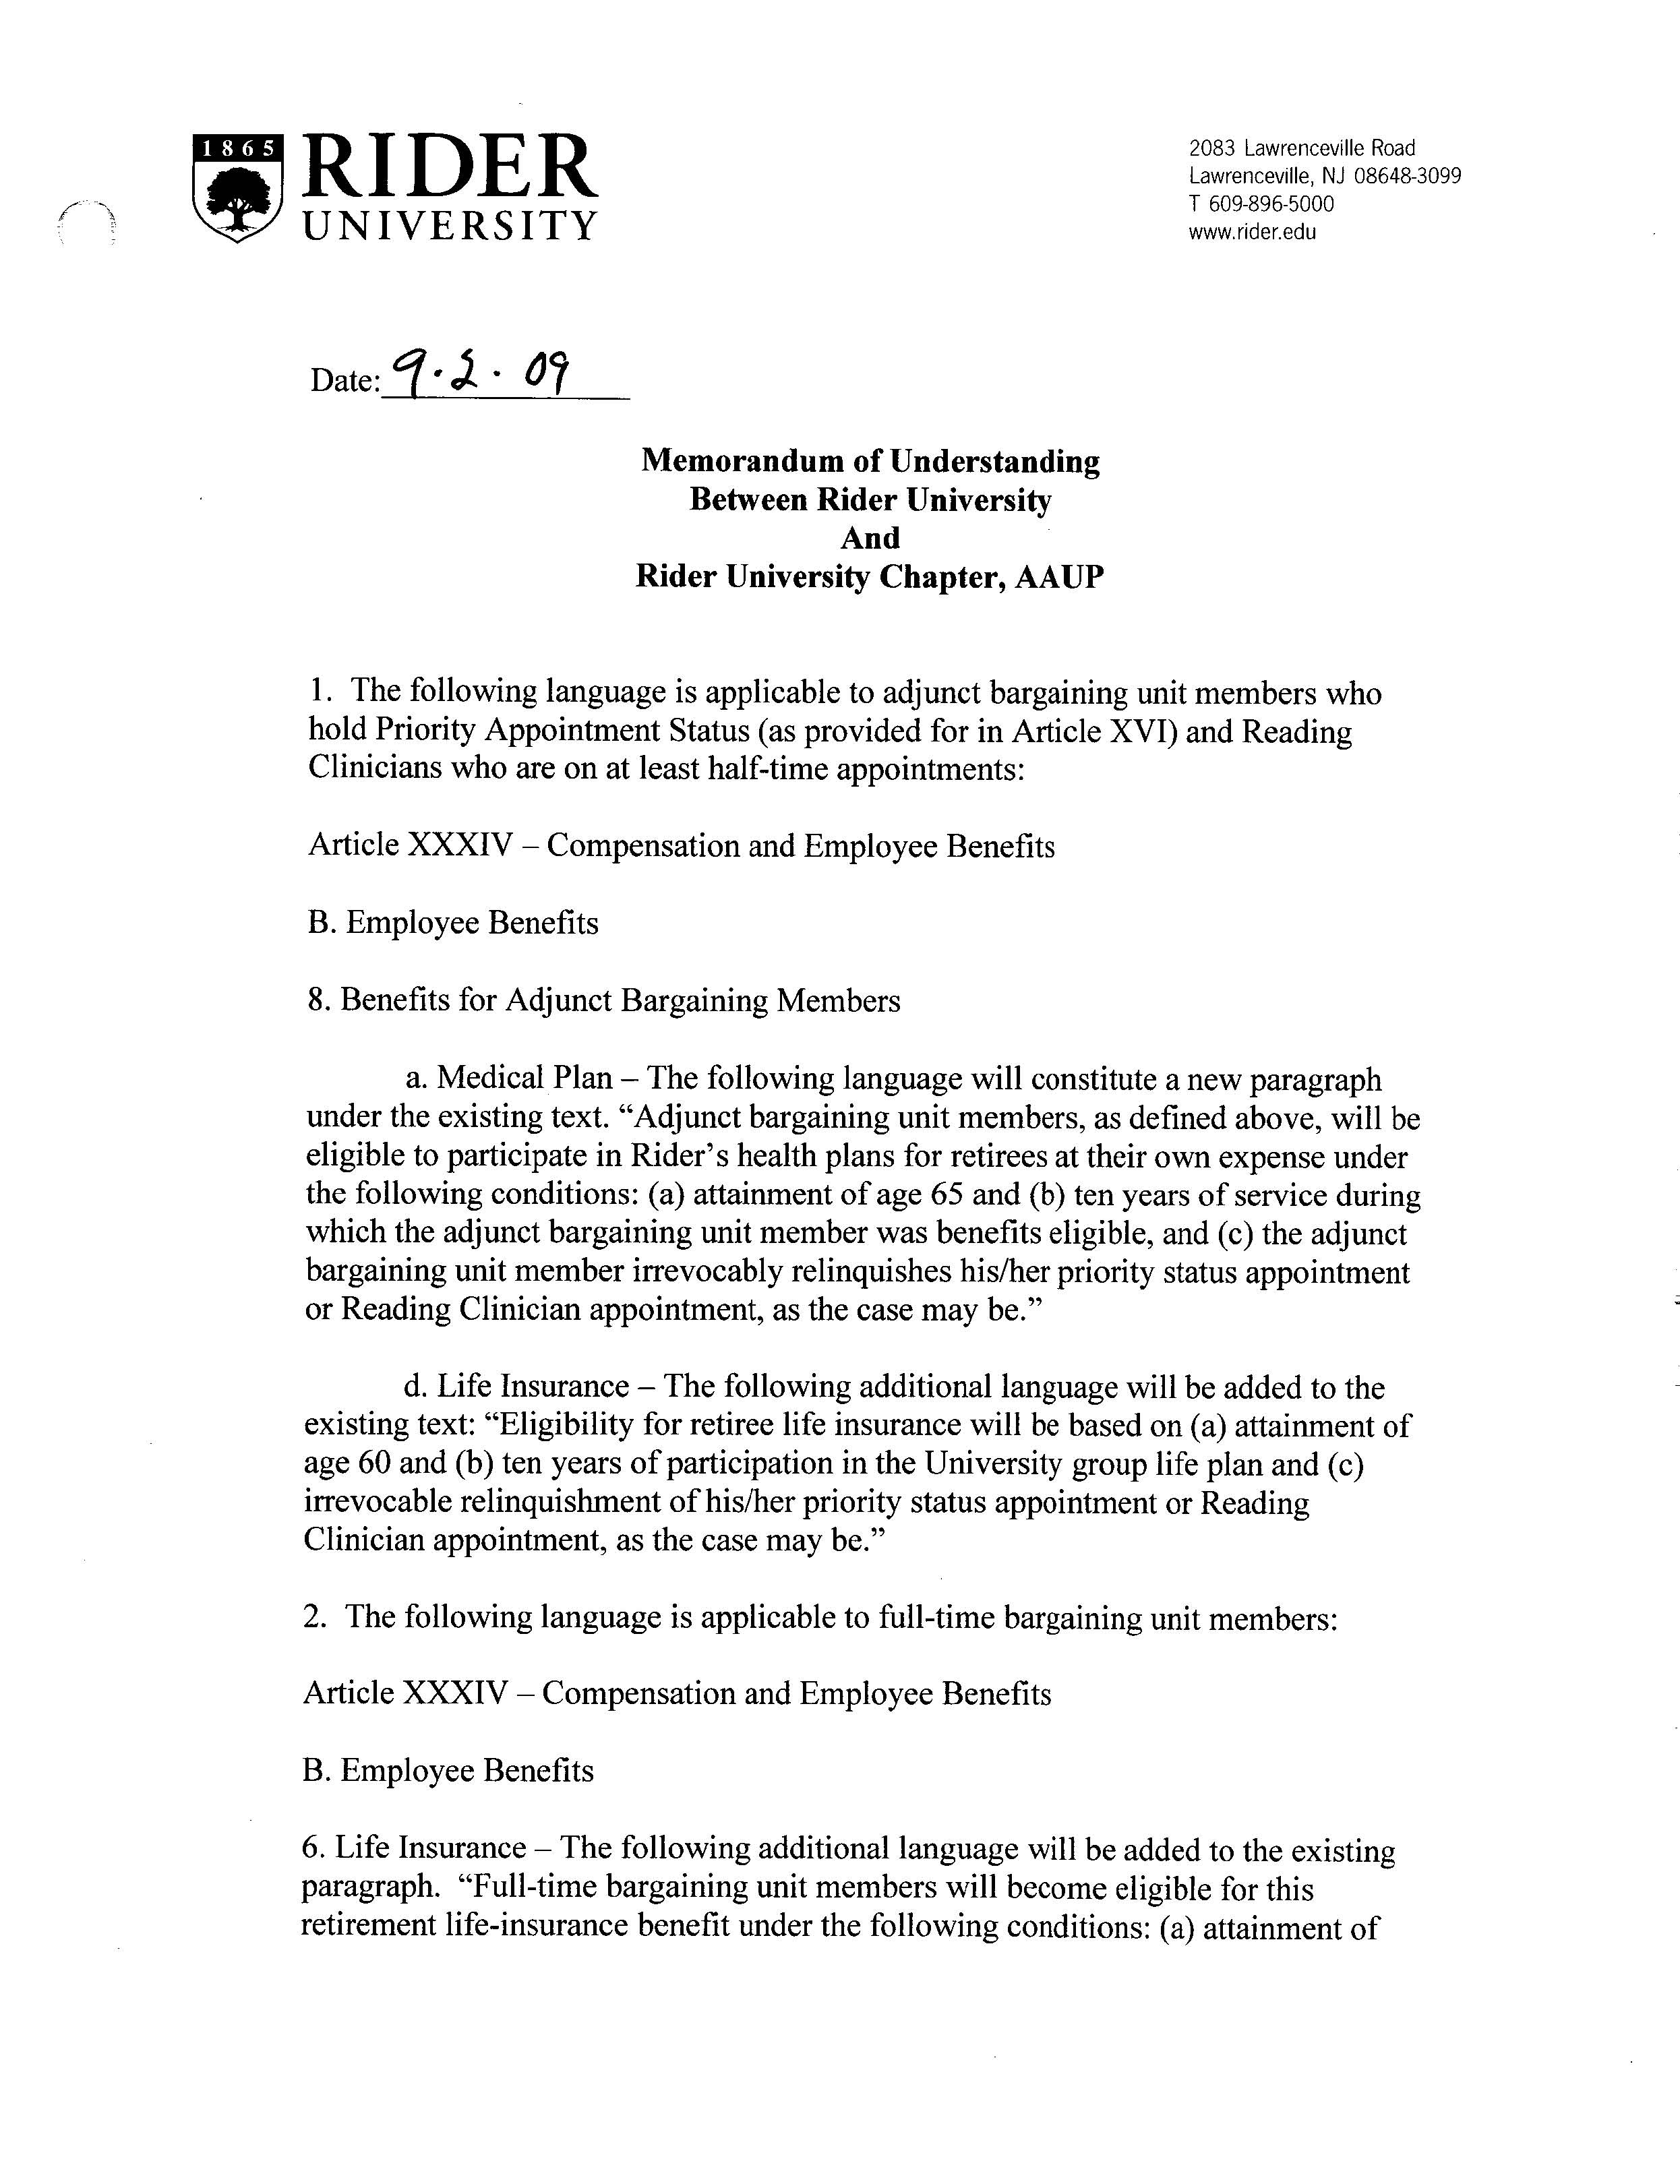 1865
RIDER
UNIVERSITY
2083 Lawrenceville Road
Lawrenceville, NJ 08648-3099
T 609-896-5000
www.rider.edu
Date: 9.2.09
Memorandum of Understanding
Between Rider University
And
Rider University Chapter, AAUP
1. The following language is applicable to adjunct bargaining unit members who
hold Priority Appointment Status (as provided for in Article XVI) and Reading
Clinicians who are on at least half-time appointments:
Article XXXIV – Compensation and Employee Benefits
B. Employee Benefits
8. Benefits for Adjunct Bargaining Members
a. Medical Plan – The following language will constitute a new paragraph
under the existing text. “Adjunct bargaining unit members, as defined above, will be
eligible to participate in Rider’s health plans for retirees at their own expense under
the following conditions: (a) attainment of age 65 and (b) ten years of service during
which the adjunct bargaining unit member was benefits eligible, and (c) the adjunct
bargaining unit member irrevocably relinquishes his/her priority status appointment
or Reading Clinician appointment, as the case may be.”
d. Life Insurance – The following additional language will be added to the
existing text: “Eligibility for retiree life insurance will be based on (a) attainment of
age 60 and (b) ten years of participation in the University group life plan and (c)
irrevocable relinquishment of his/her priority status appointment or Reading
Clinician appointment, as the case may be.”
2. The following language is applicable to full-time bargaining unit members:
Article XXXIV – Compensation and Employee Benefits
B. Employee Benefits
6. Life Insurance – The following additional language will be added to the existing
paragraph. “Full-time bargaining unit members will become eligible for this
retirement life-insurance benefit under the following conditions: (a) attainment of